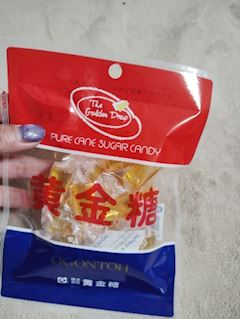 The
Golden Drop
PURE CANE SUGAR CANDY
黄金糖
OGONTOH
黄金糖